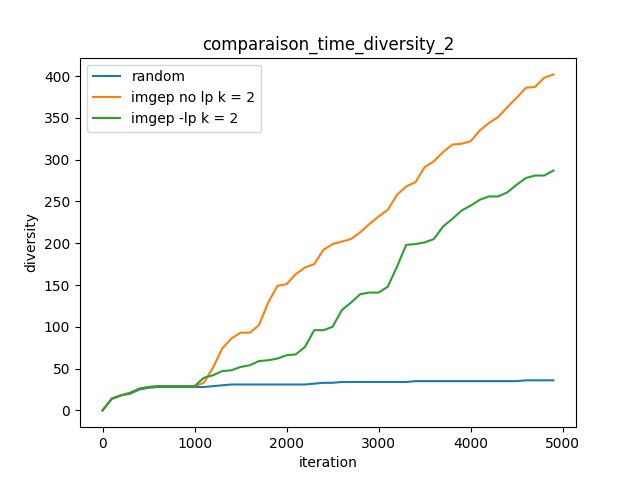 comparaison_time_diversity_2
random
imgep no lp k = 2
imgep -lp k = 2
400
350
300
250
200
150
100
50
0
diversity
0 1000 2000 3000 4000 5000
iteration